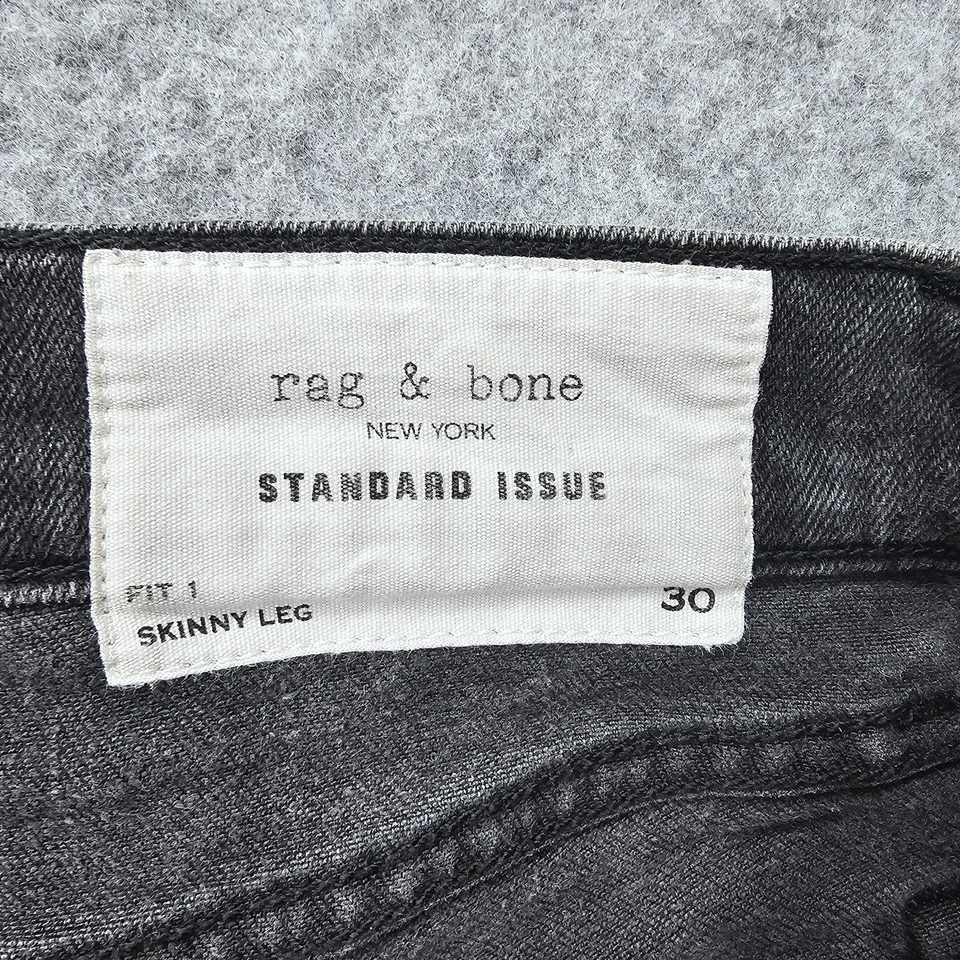 rag & bone
NEW YORK
STANDARD ISSUE
FIT 1
SKINNY LEG
30